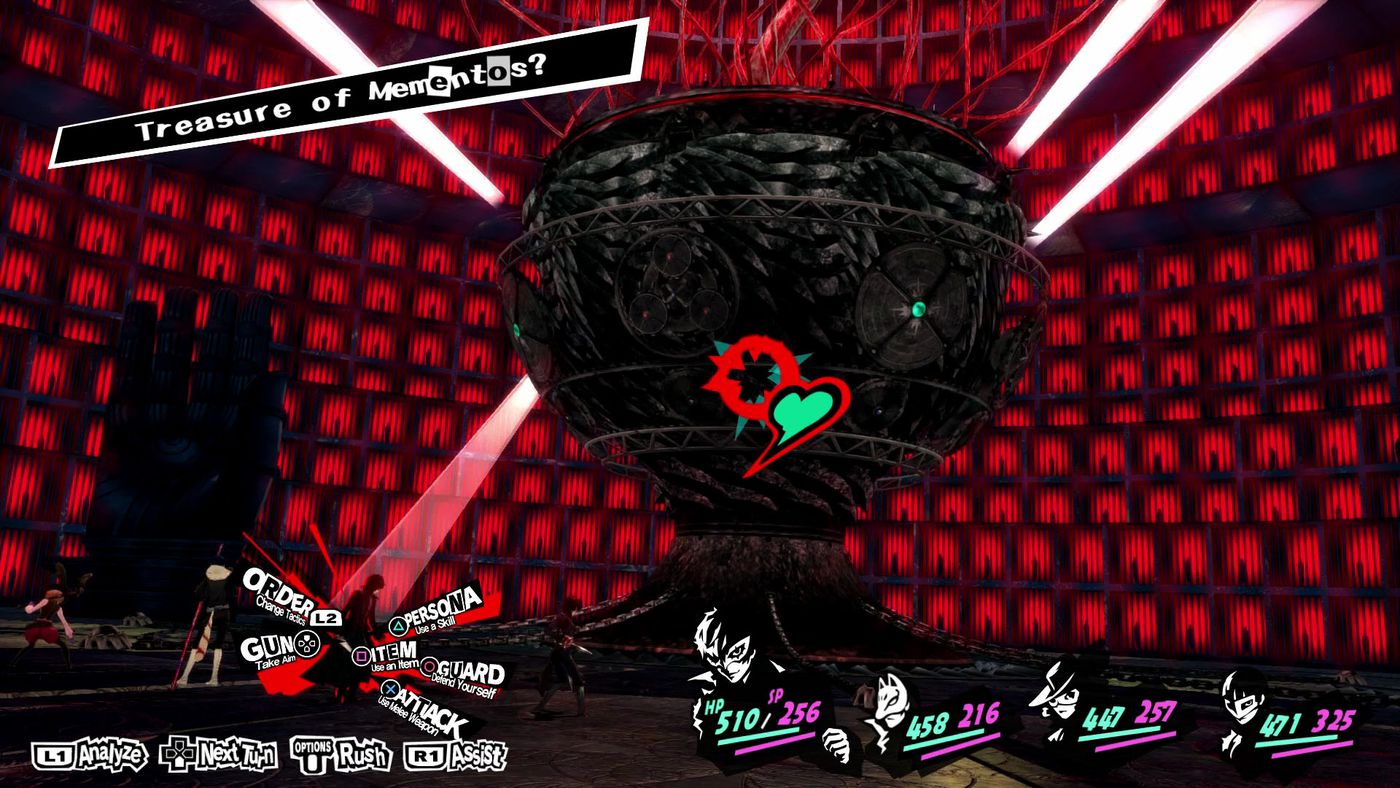 Treasure of Mementos?
ORDER L2
Change Tactics
PERSONA
Use a Skill
GUN
Take Aim
ITEM
Use an Item
GUARD
Defend Yourself
ATTACK
Use Melee Weapon
HP 510 / SP 256
458 216
447 257
471 325
L1 Analyze Next Turn OPTIONS Rush R1 Assist